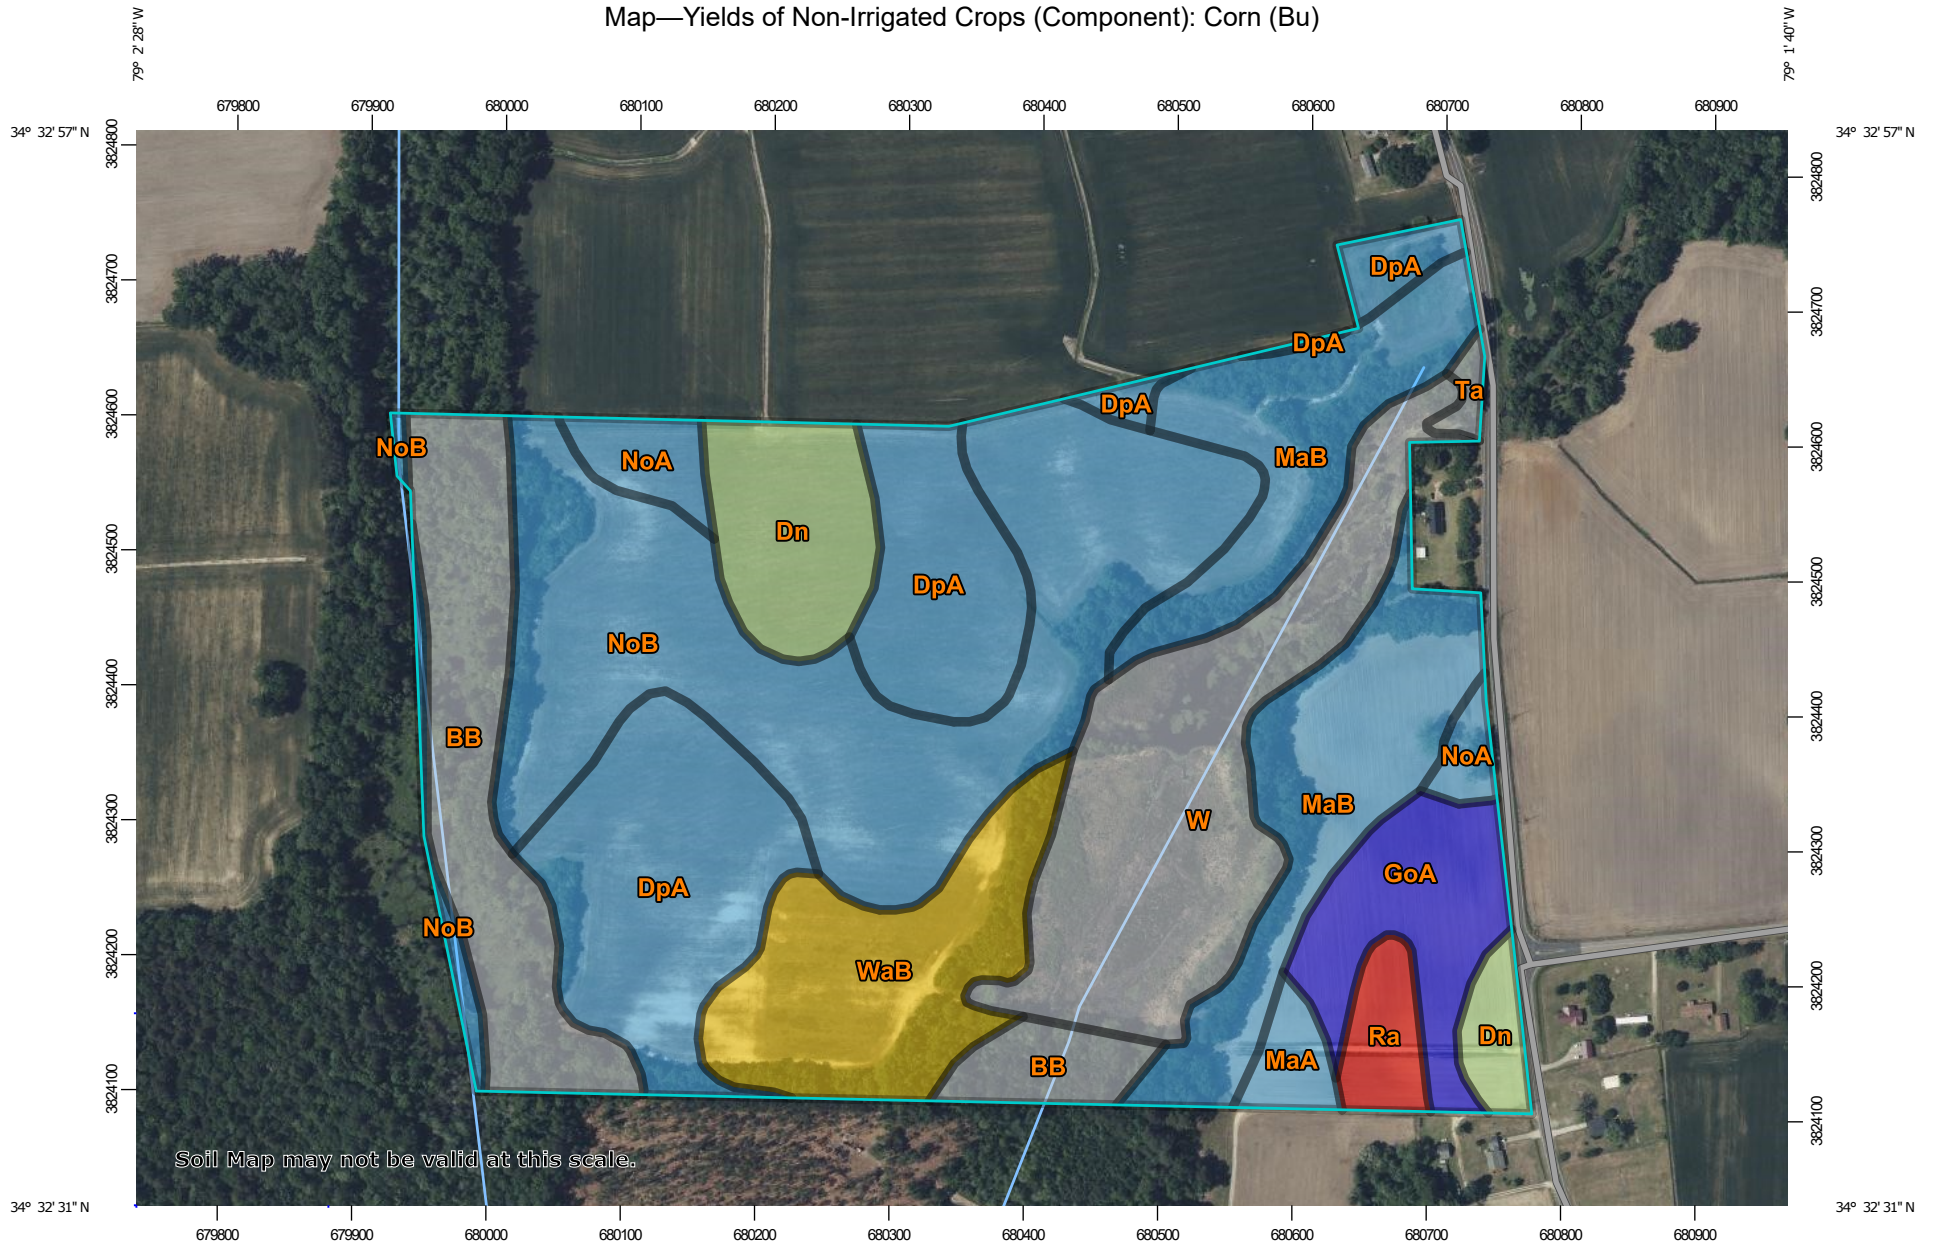 Map—Yields of Non-Irrigated Crops (Component): Corn (Bu)
79° 2' 28'' W
79° 1' 40'' W
679800 679900 680000 680100 680200 680300 680400 680500 680600 680700 680800 680900
34° 32' 57'' N
34° 32' 57'' N
3824800
3824800
3824700
3824700
3824600
3824600
3824500
3824500
3824400
3824400
3824300
3824300
3824200
3824200
3824100
3824100
DpA
DpA
Ta
DpA
NoB
NoA
MaB
Dn
DpA
NoB
BB
NoA
MaB
W
GoA
DpA
NoB
WaB
Ra
Dn
MaA
BB
Soil Map may not be valid at this scale.
34° 32' 31'' N
34° 32' 31'' N
679800 679900 680000 680100 680200 680300 680400 680500 680600 680700 680800 680900